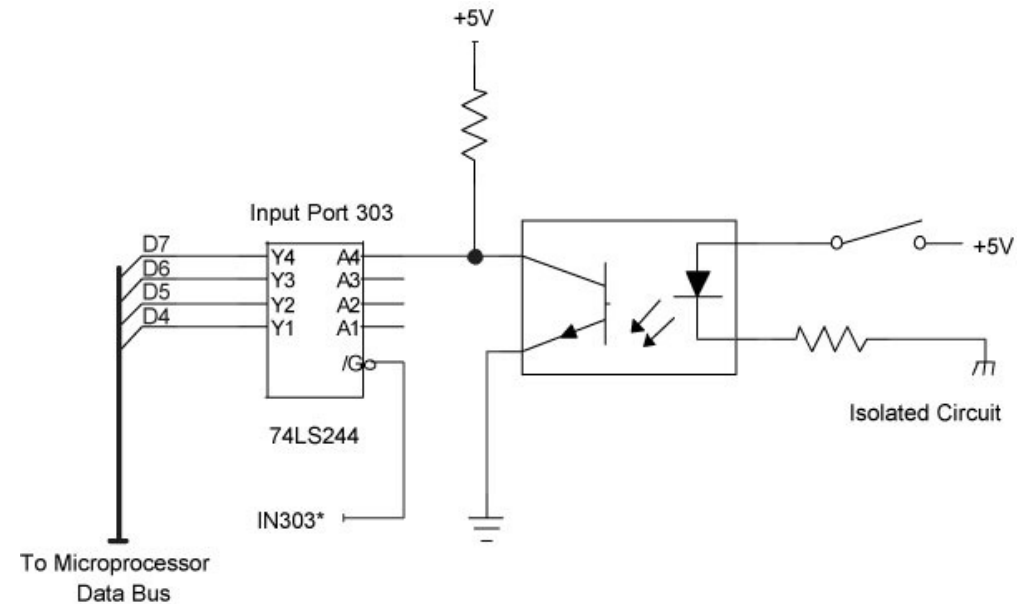 +5V
Input Port 303
D7
D6
D5
D4
Y4 A4
Y3 A3
Y2 A2
Y1 A1
/G
+5V
74LS244
Isolated Circuit
IN303*
To Microprocessor
Data Bus